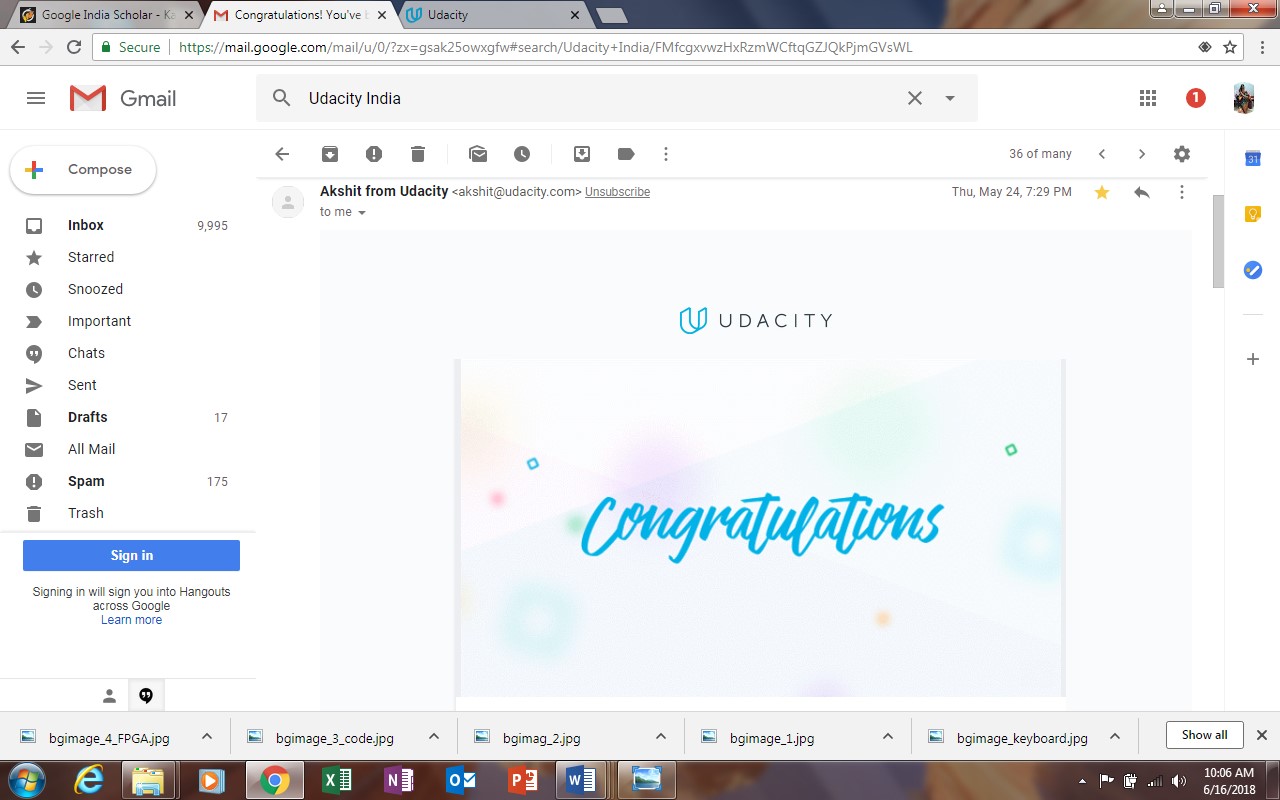 Google India Scholar - Ka
Congratulations! You've b
Udacity
Secure
https://mail.google.com/mail/u/0/?zx=gsak25owxgfw#search/Udacity+India/FMfcgxvwzHxRzmWCftqGZJQkPjmGVsWL
Gmail
Udacity India
1
Compose
36 of many
31
Inbox 9,995
Starred
Snoozed
Important
Chats
Sent
Drafts 17
All Mail
Spam 175
Trash
Sign in
Signing in will sign you into Hangouts
across Google
Learn more
Akshit from Udacity <akshit@udacity.com> Unsubscribe
Thu, May 24, 7:29 PM
to me
UDACITY
Congratulations
bgimage_4_FPGA.jpg
bgimage_3_code.jpg
bgimag_2.jpg
bgimage_1.jpg
bgimage_keyboard.jpg
Show all
10:06 AM
6/16/2018